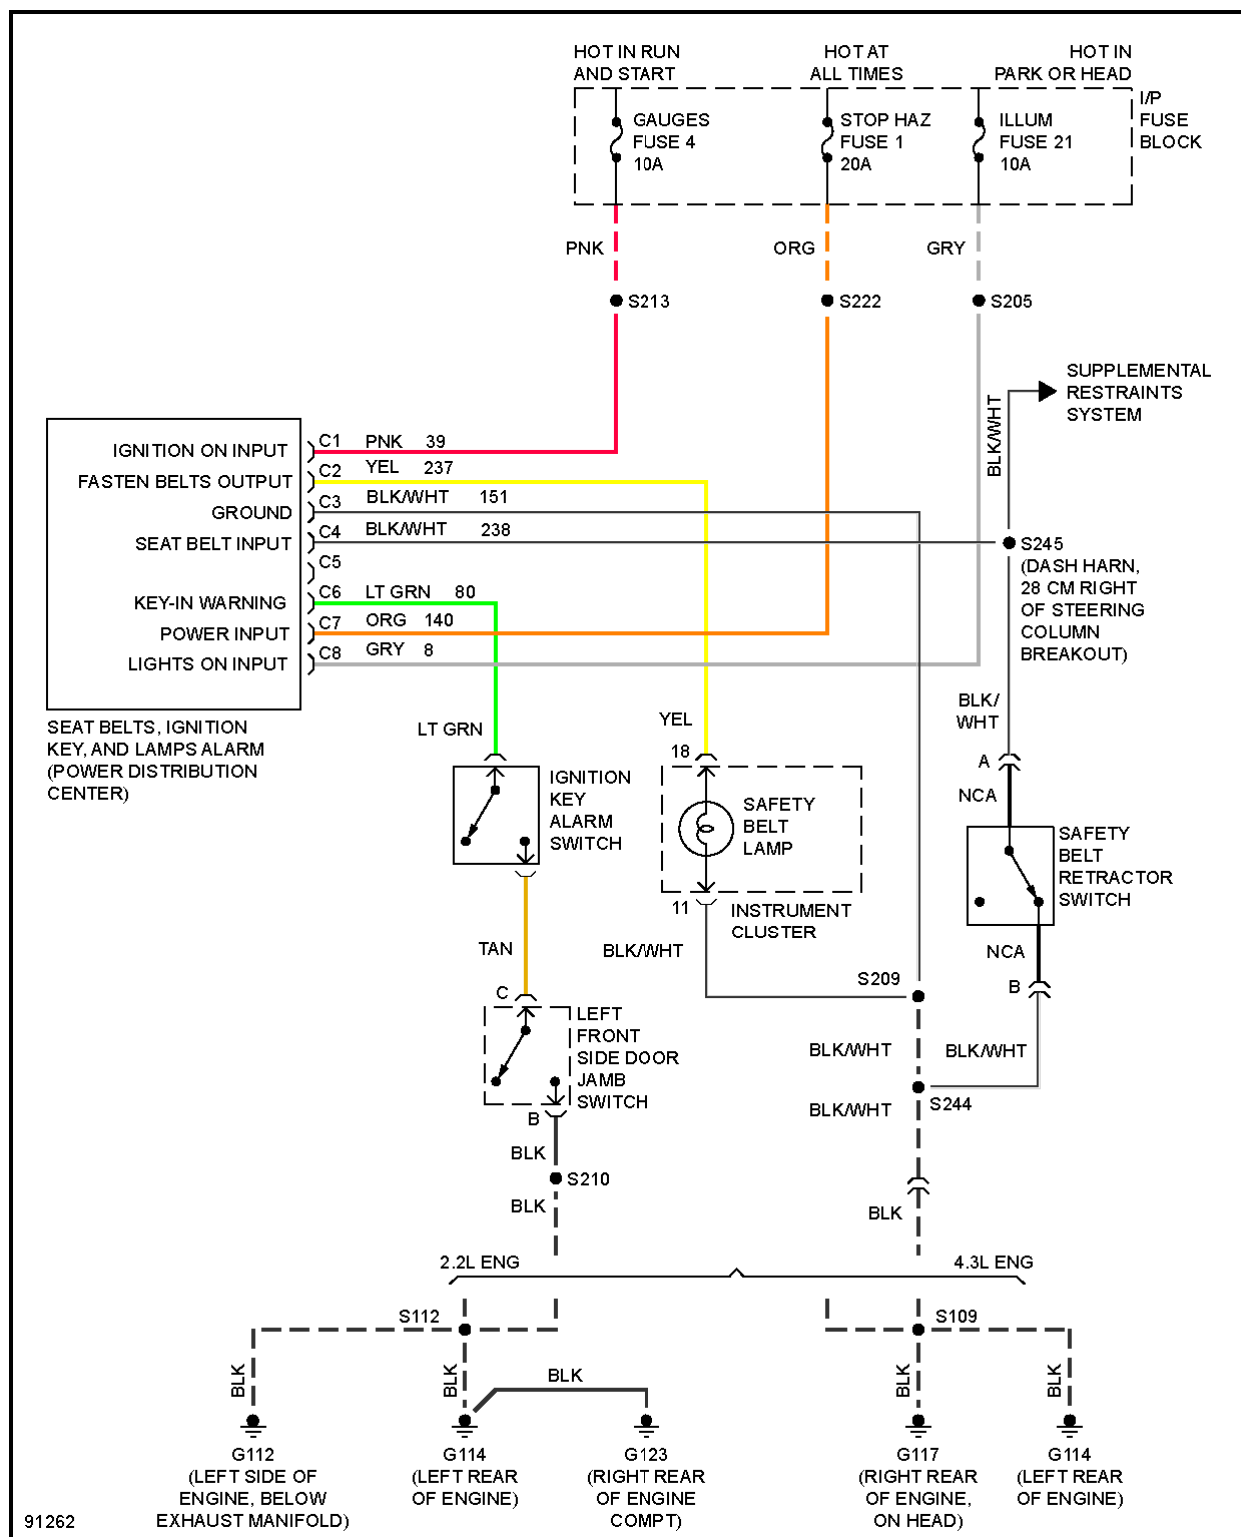 HOT IN RUN
AND START
HOT AT
ALL TIMES
HOT IN
PARK OR HEAD
I/P
FUSE
BLOCK
GAUGES
FUSE 4
10A
STOP HAZ
FUSE 1
20A
ILLUM
FUSE 21
10A
PNK
ORG
GRY
S213
S222
S205
SUPPLEMENTAL
RESTRAINTS
SYSTEM
BLK/WHT
IGNITION ON INPUT
C1 PNK 39
FASTEN BELTS OUTPUT
C2 YEL 237
GROUND
C3 BLK/WHT 151
SEAT BELT INPUT
C4 BLK/WHT 238
C5
KEY-IN WARNING
C6 LT GRN 80
POWER INPUT
C7 ORG 140
LIGHTS ON INPUT
C8 GRY 8
S245
(DASH HARN,
28 CM RIGHT
OF STEERING
COLUMN
BREAKOUT)
SEAT BELTS, IGNITION
KEY, AND LAMPS ALARM
(POWER DISTRIBUTION
CENTER)
LT GRN
YEL
18
BLK/
WHT
A
NCA
IGNITION
KEY
ALARM
SWITCH
SAFETY
BELT
LAMP
SAFETY
BELT
RETRACTOR
SWITCH
11
INSTRUMENT
CLUSTER
TAN
BLK/WHT
NCA
B
S209
C
LEFT
FRONT
SIDE DOOR
JAMB
SWITCH
BLK/WHT
BLK/WHT
BLK/WHT
S244
B
BLK
S210
BLK
BLK
2.2L ENG
4.3L ENG
S112
S109
BLK
BLK
BLK
BLK
BLK
G112
(LEFT SIDE OF
ENGINE, BELOW
EXHAUST MANIFOLD)
G114
(LEFT REAR
OF ENGINE)
G123
(RIGHT REAR
OF ENGINE
COMPT)
G117
(RIGHT REAR
OF ENGINE,
ON HEAD)
G114
(LEFT REAR
OF ENGINE)
91262